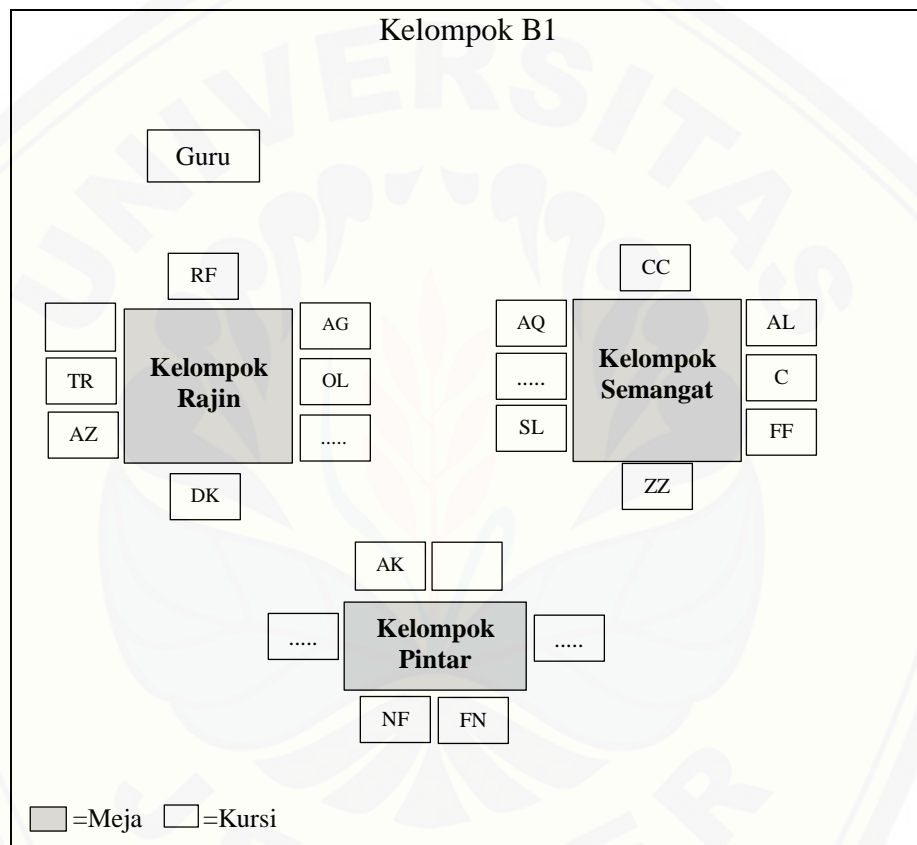 Kelompok B1
Guru
RF
CC
AG
AQ
AL
Kelompok
Rajin
Kelompok
Semangat
TR
OL
.....
C
AZ
.....
SL
FF
DK
ZZ
AK
.....
Kelompok
Pintar
.....
NF
FN
=Meja
=Kursi
UNIVERSITAS